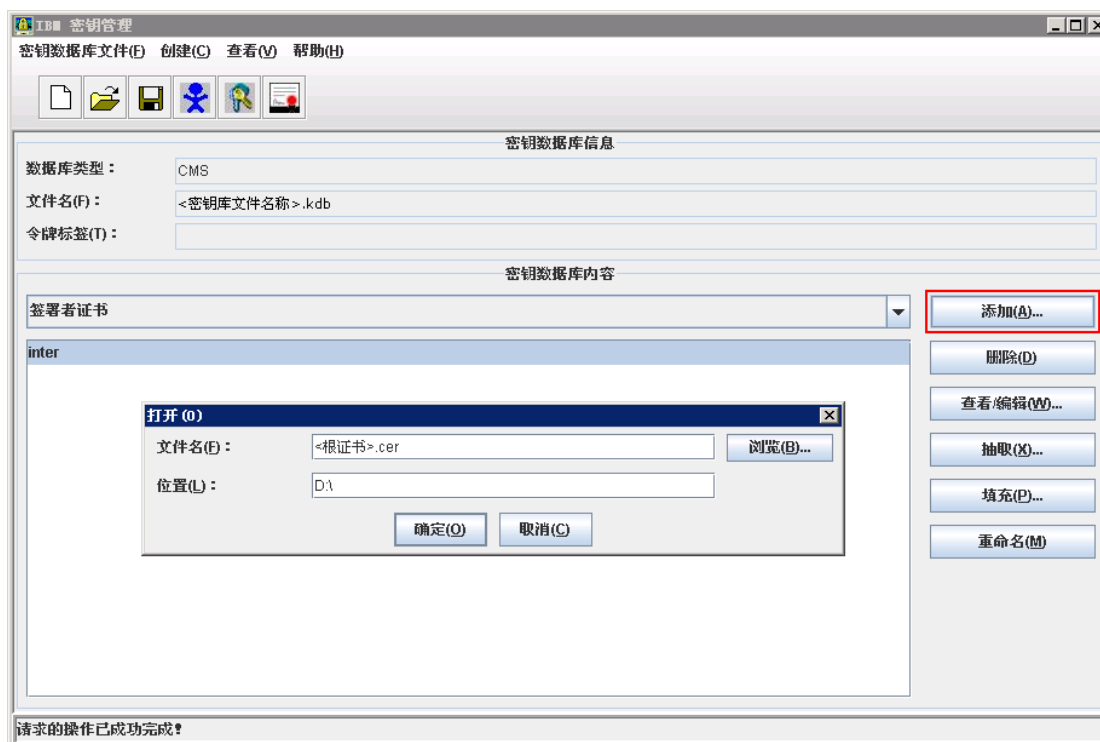 IBM 密钥管理
密钥数据库文件(F) 创建(C) 查看(V) 帮助(H)
密钥数据库信息
数据库类型： CMS
文件名(F)： <密钥库文件名称>.kdb
令牌标签(T)：
密钥数据库内容
签署者证书
添加(A)...
inter
删除(D)
查看/编辑(W)...
打开(O)
文件名(F)： <根证书>.cer 浏览(B)...
抽取(X)...
位置(L)： D:\
填充(P)...
确定(O) 取消(C)
重命名(M)
请求的操作已成功完成！